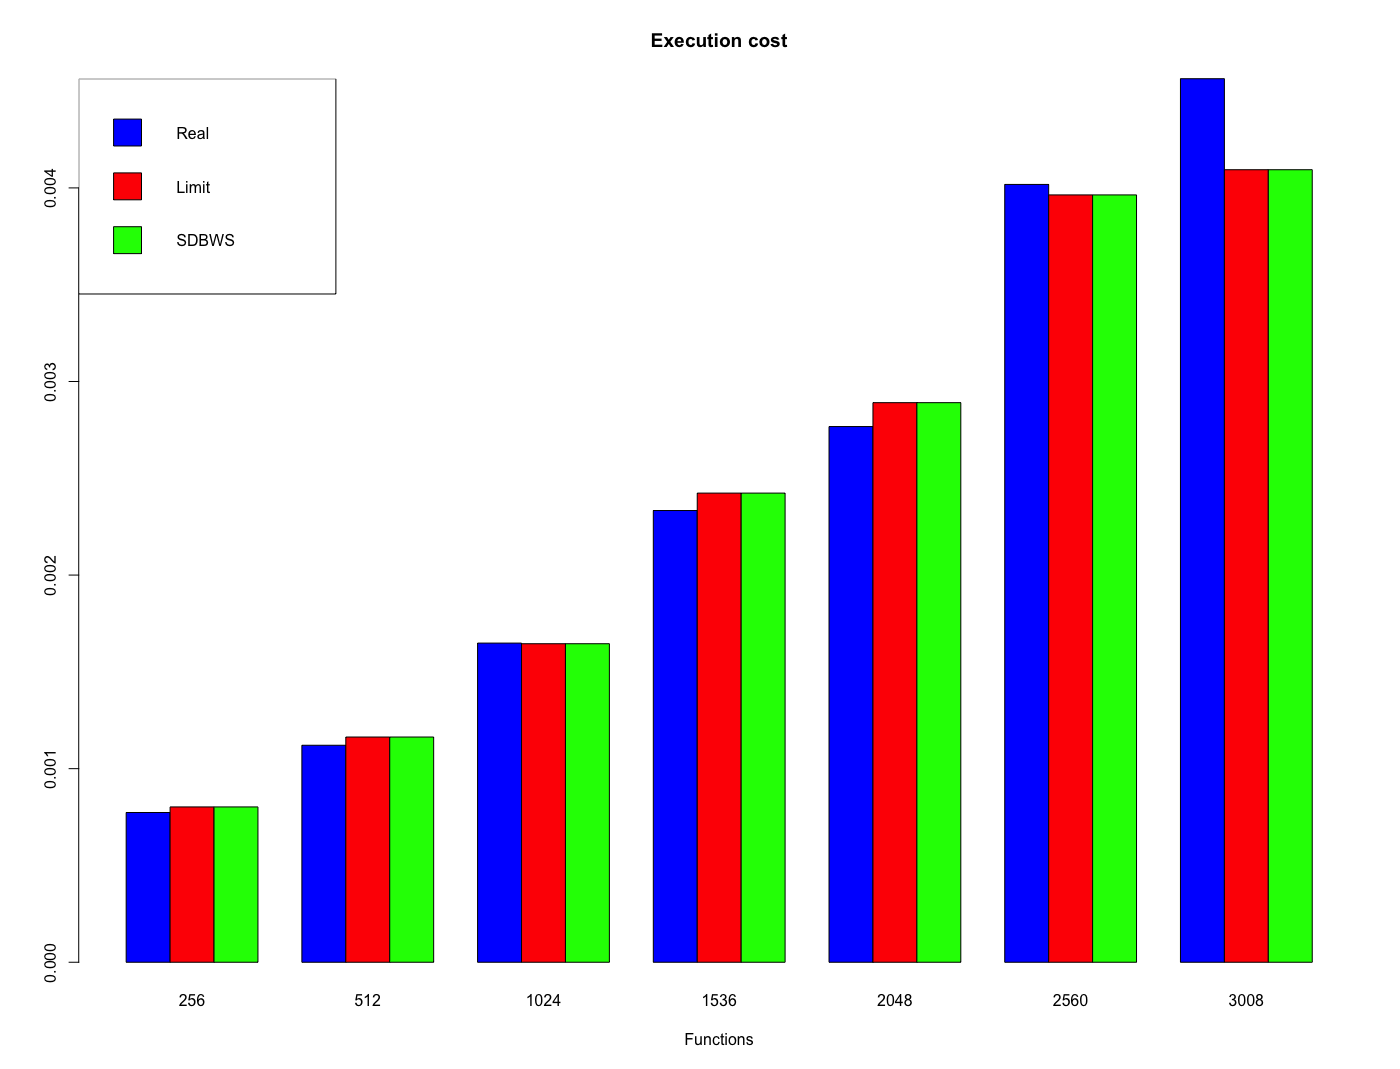 Execution cost
Real
Limit
SDBWS
0.004
0.003
0.002
0.001
0.000
256 512 1024 1536 2048 2560 3008
Functions